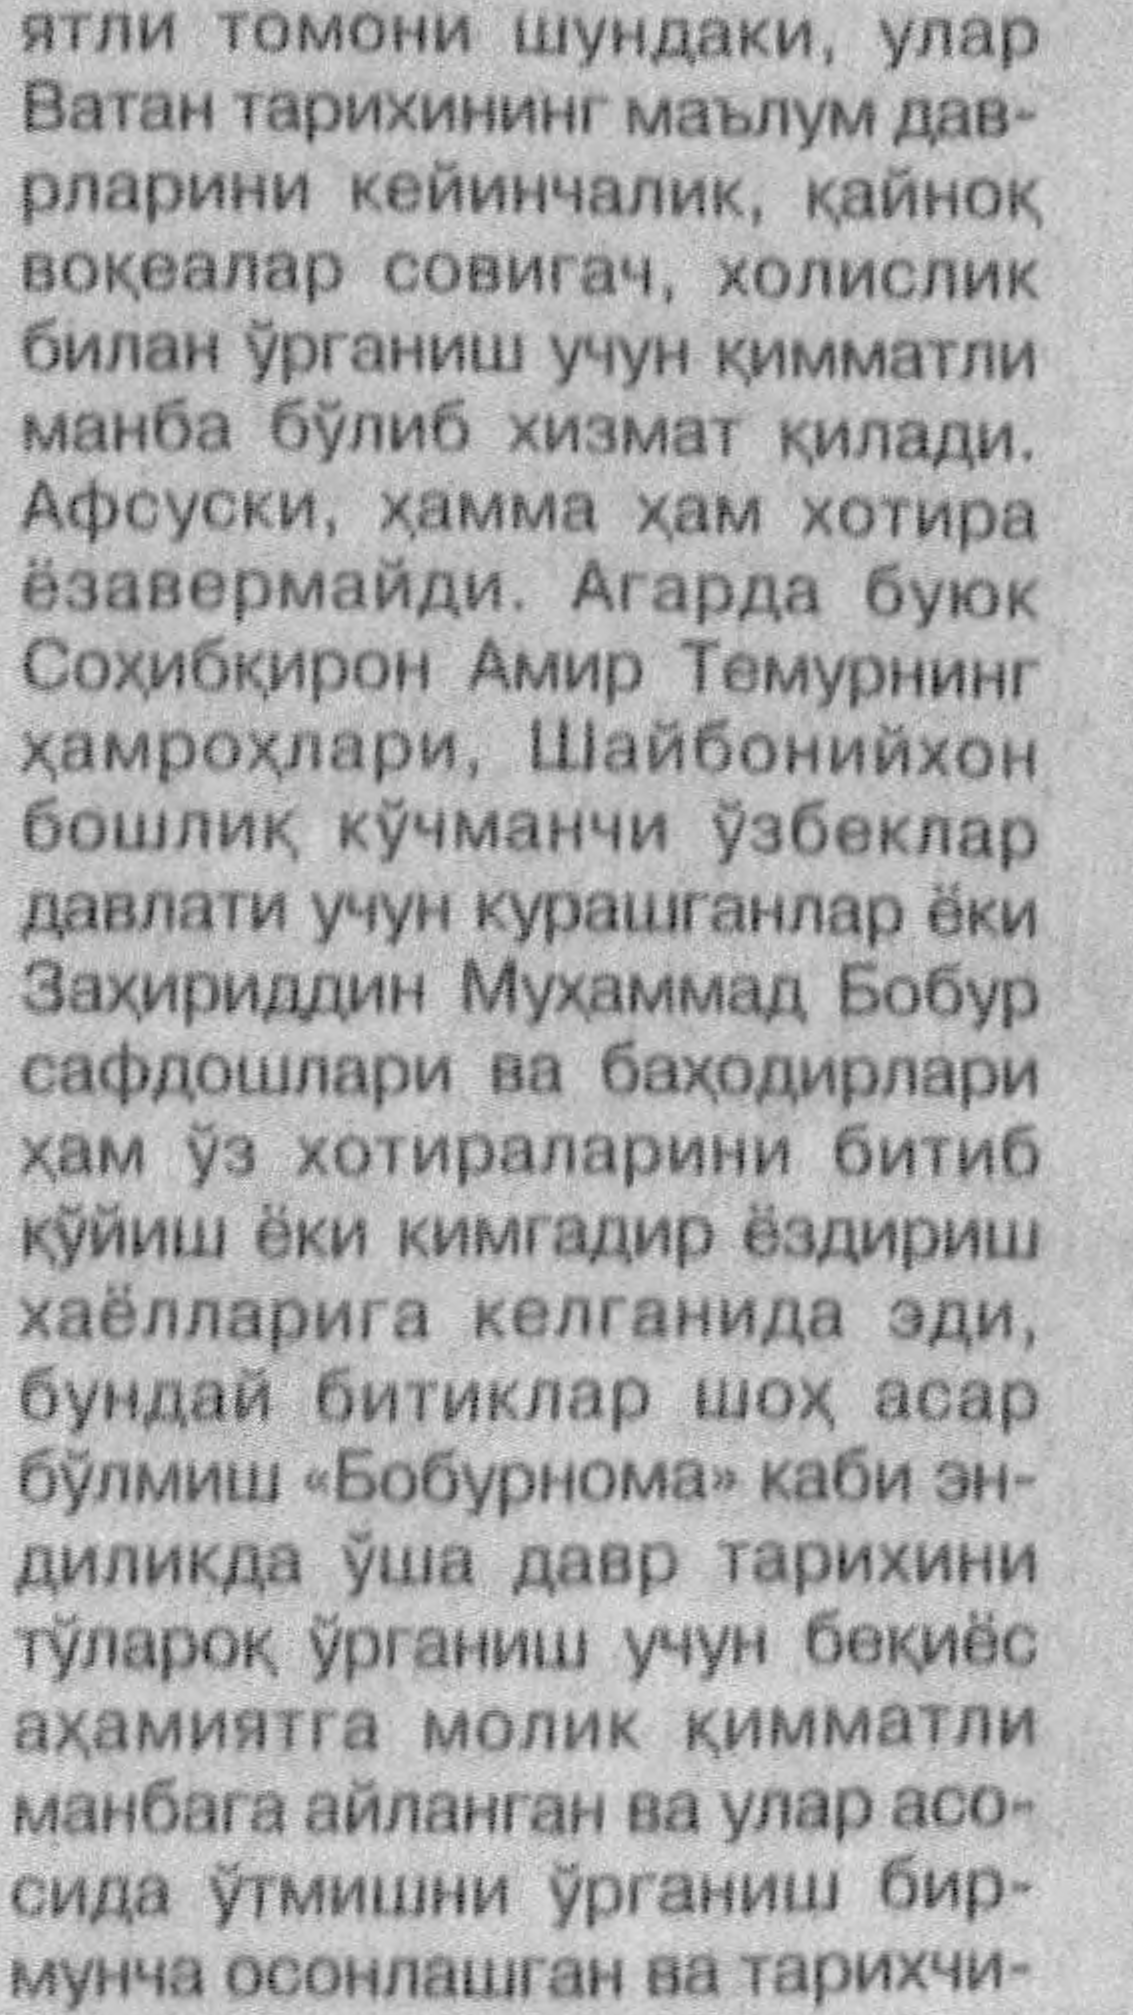 ятли томони шундаки, улар
Ватан тарихининг маълум дав-
рларини кейинчалик, қайноқ
воқеалар совигач, холислик
билан ўрганиш учун қимматли
манба бўлиб хизмат қилади.
Афсуски, ҳамма ҳам хотира
ёзавермайди. Агарда буюк
Соҳибқирон Амир Темурнинг
ҳамроҳлари, Шайбонийхон
бошлиқ кўчманчи ўзбеклар
давлати учун курашганлар ёки
Заҳириддин Муҳаммад Бобур
сафдошлари ва баҳодирлари
ҳам ўз хотираларини битиб
қўйиш ёки кимгадир ёздириш
хаёлларига келганида эди,
бундай битиклар шоҳ асар
бўлмиш «Бобурнома» каби эн-
диликда ўша давр тарихини
тўлароқ ўрганиш учун беқиёс
аҳамиятга молик қимматли
манбага айланган ва улар асо-
сида ўтмишни ўрганиш бир-
мунча осонлашган ва тарихчи-